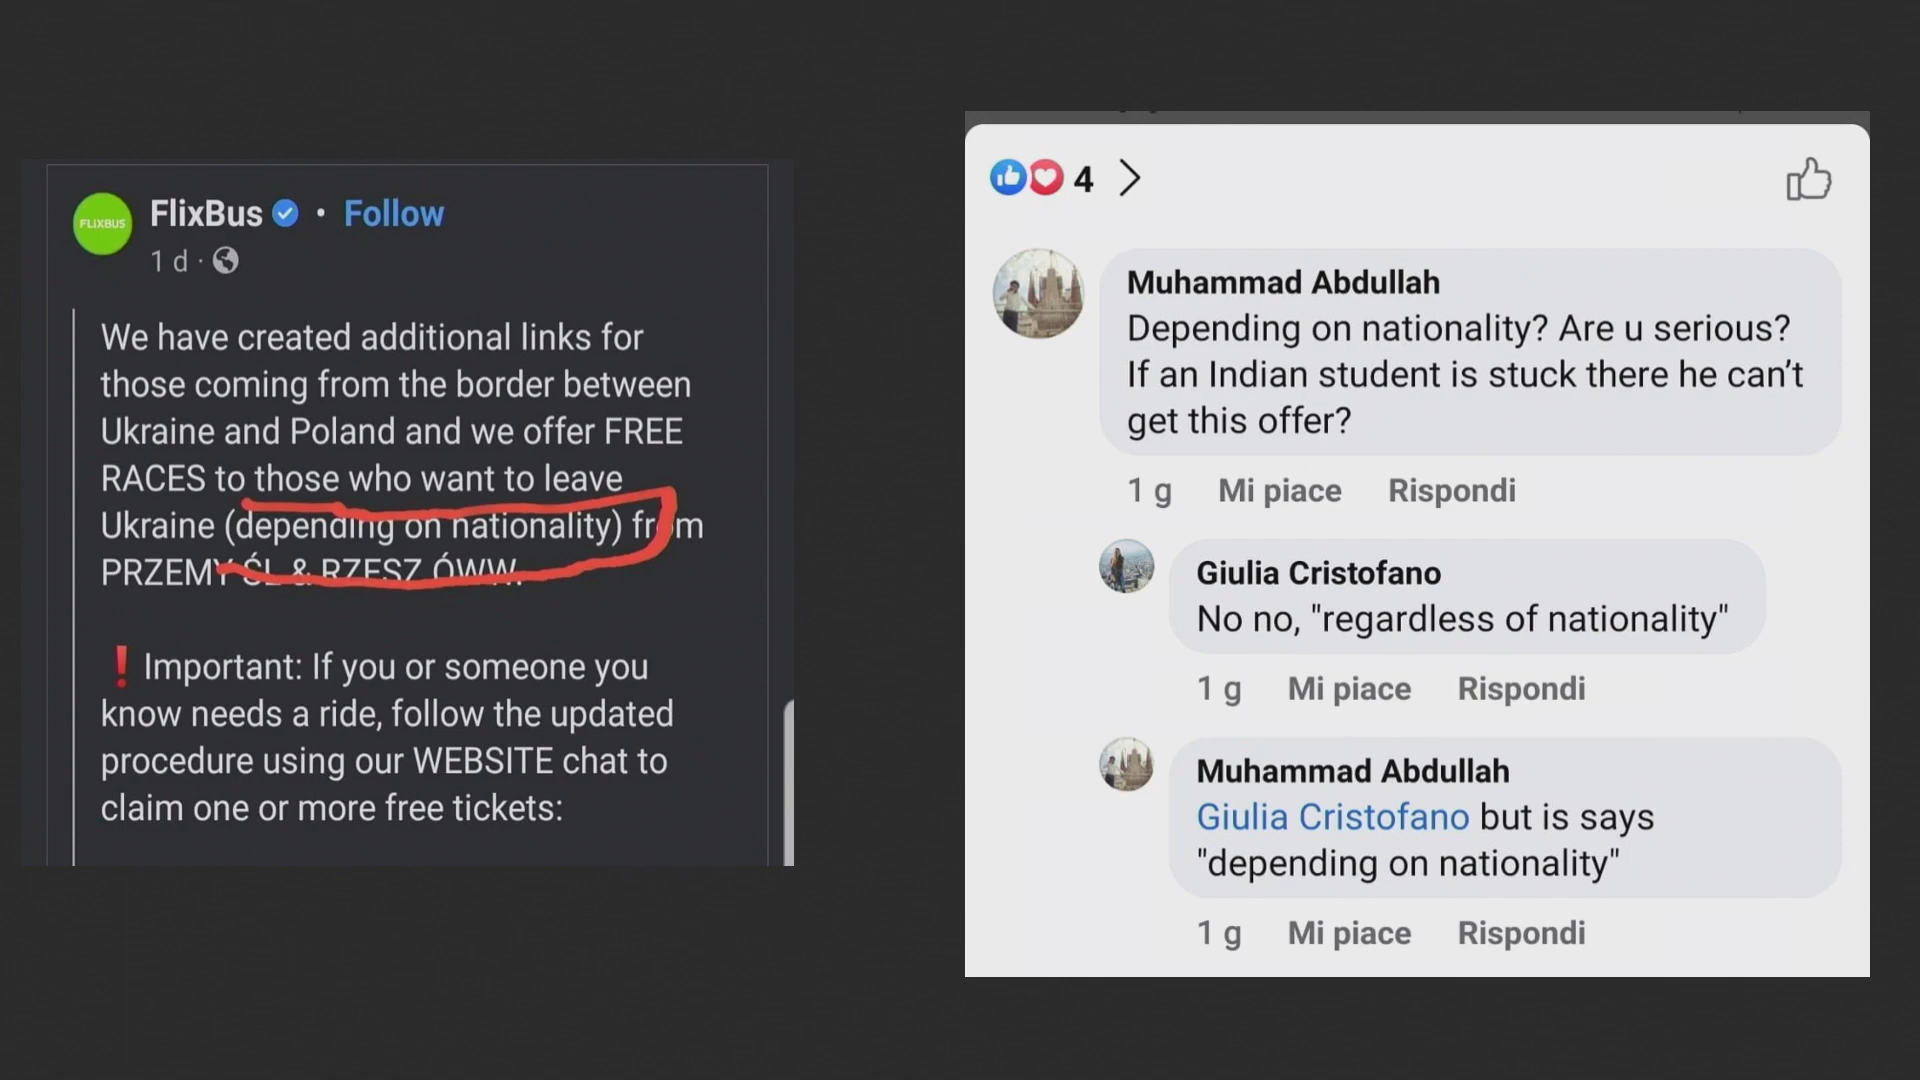 FLIXBUS
FlixBus • Follow
1 d ·
We have created additional links for
those coming from the border between
Ukraine and Poland and we offer FREE
RACES to those who want to leave
Ukraine (depending on nationality) from
PRZEMY ŚL & RZESZ ÓWW.
❗Important: If you or someone you
know needs a ride, follow the updated
procedure using our WEBSITE chat to
claim one or more free tickets:
4
Muhammad Abdullah
Depending on nationality? Are u serious?
If an Indian student is stuck there he can't
get this offer?
1 g Mi piace Rispondi
Giulia Cristofano
No no, "regardless of nationality"
1 g Mi piace Rispondi
Muhammad Abdullah
Giulia Cristofano but is says
"depending on nationality"
1 g Mi piace Rispondi